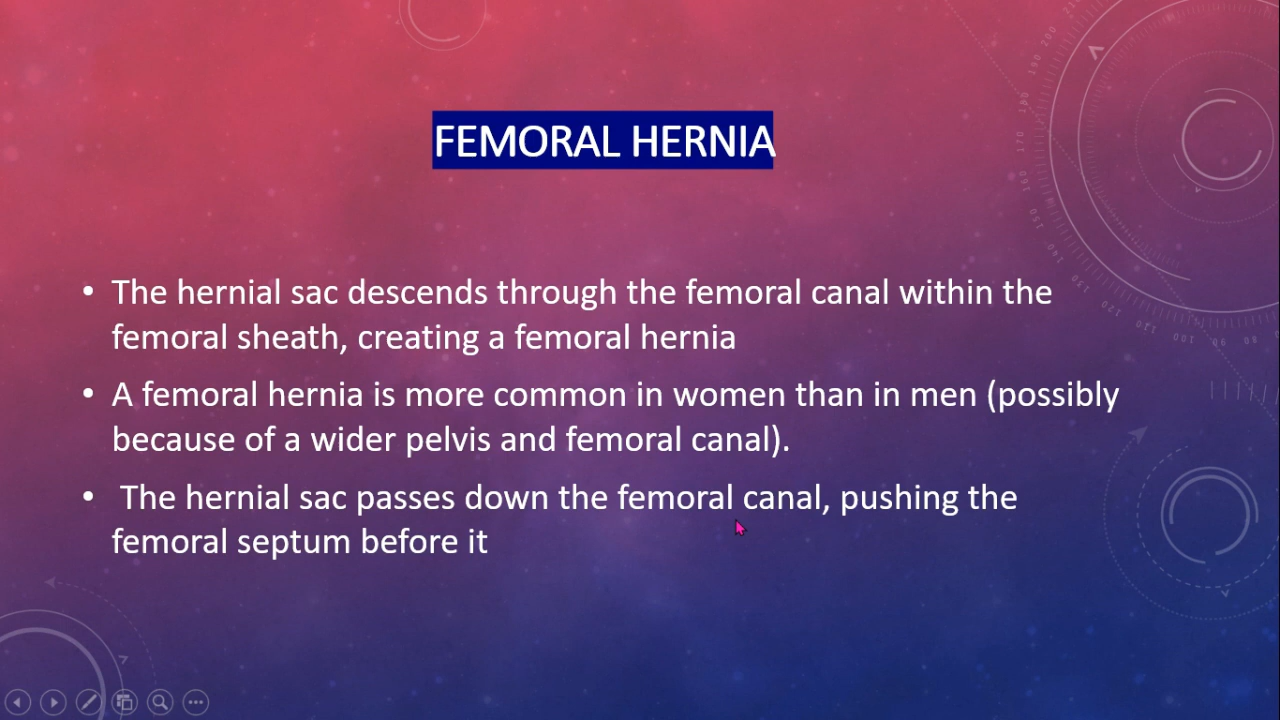 FEMORAL HERNIA
• The hernial sac descends through the femoral canal within the
femoral sheath, creating a femoral hernia
• A femoral hernia is more common in women than in men (possibly
because of a wider pelvis and femoral canal).
• The hernial sac passes down the femoral canal, pushing the
femoral septum before it